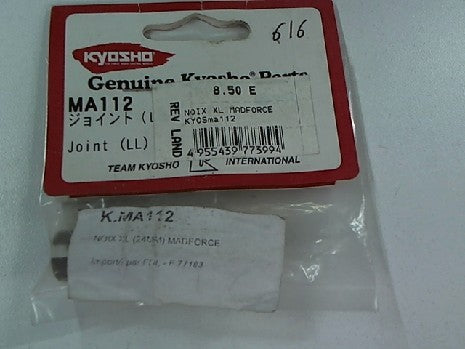 616
KYOSHO
Genuine Kyosho® Parts
8.50 E
MA112
NOIX XL MADFORCE
KYOSma112
ジョイント (L
REV LAND
Joint (LL)
4 955439 773994
TEAM KYOSHO INTERNATIONAL
K.MA112
NOIX XL MADFORCE
F 77183